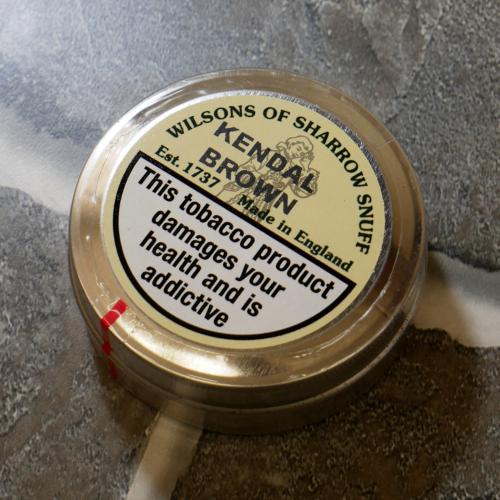 WILSONS OF SHARROW SNUFF
KENDAL
BROWN
Est. 1737
Made in England
This tobacco product
damages your
health and is
addictive